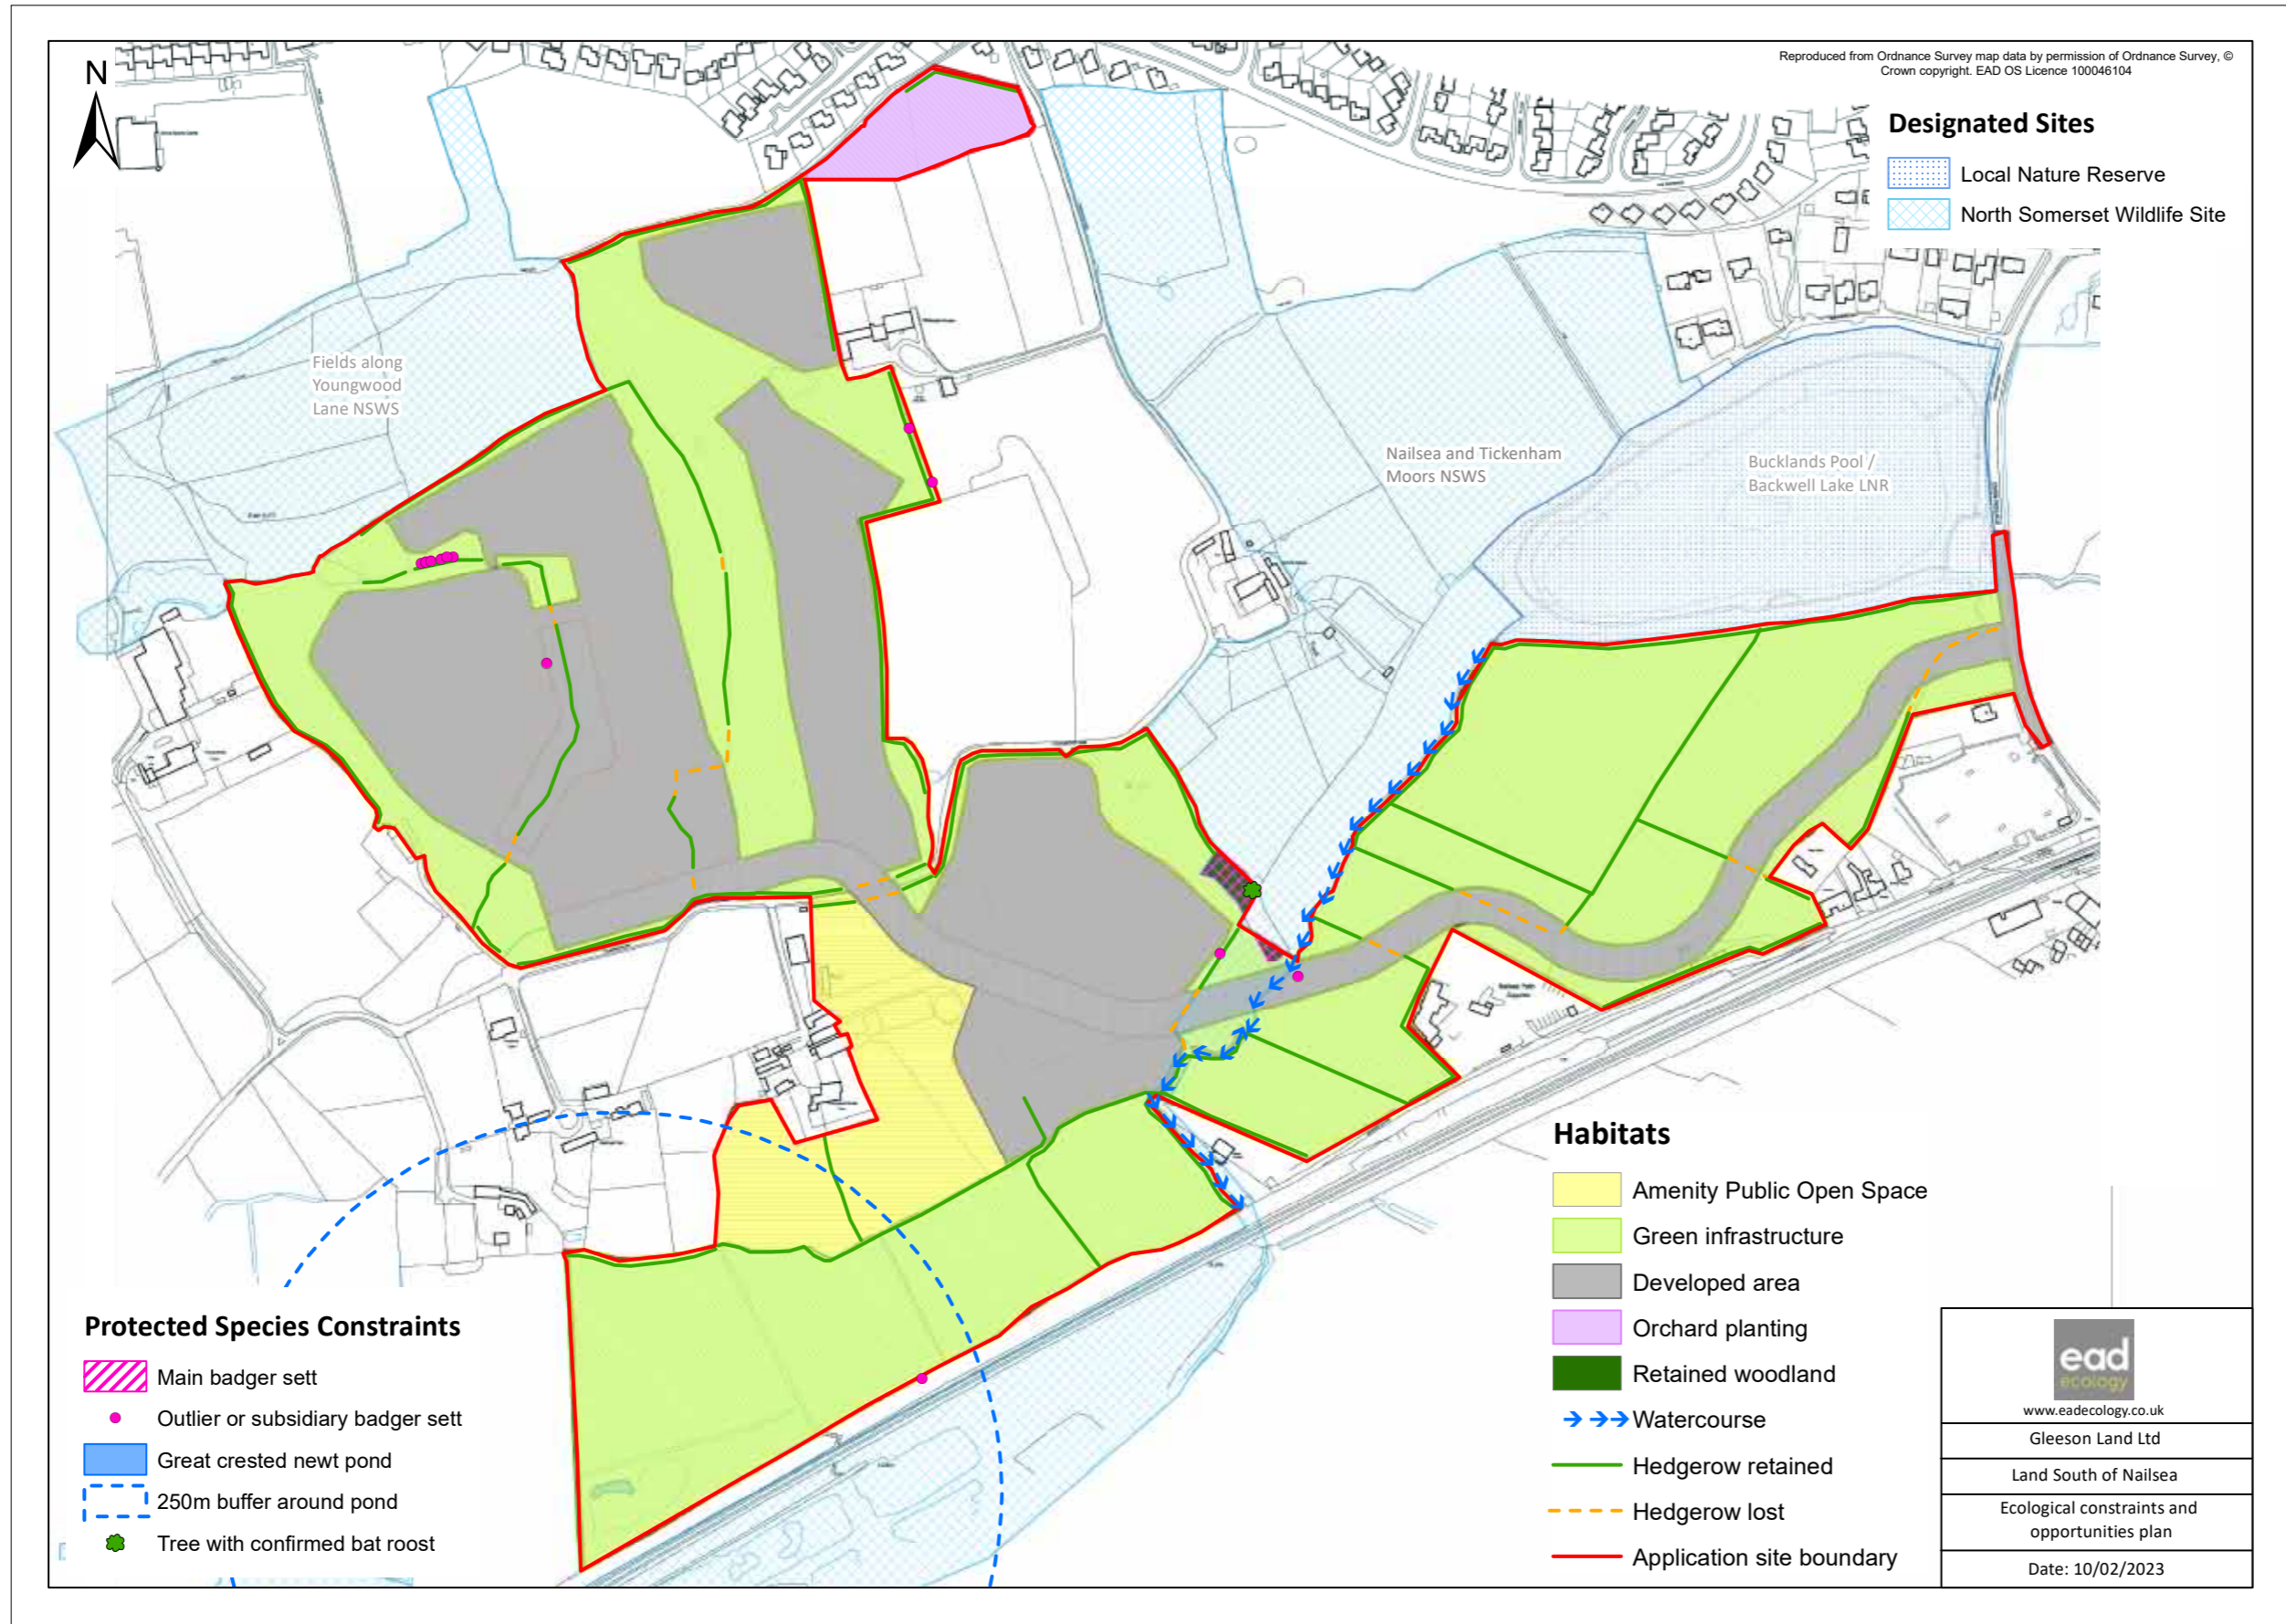 N
Reproduced from Ordnance Survey map data by permission of Ordnance Survey, ©
Crown copyright. EAD OS Licence 100046104
Designated Sites
Local Nature Reserve
North Somerset Wildlife Site
Fields along
Youngwood
Lane NSWS
Nailsea and Tickenham
Moors NSWS
Bucklands Pool /
Backwell Lake LNR
Habitats
Amenity Public Open Space
Green infrastructure
Developed area
Orchard planting
Retained woodland
Watercourse
Hedgerow retained
Hedgerow lost
Application site boundary
Protected Species Constraints
Main badger sett
Outlier or subsidiary badger sett
Great crested newt pond
250m buffer around pond
Tree with confirmed bat roost
ead
ecology
www.eadecology.co.uk
Gleeson Land Ltd
Land South of Nailsea
Ecological constraints and
opportunities plan
Date: 10/02/2023